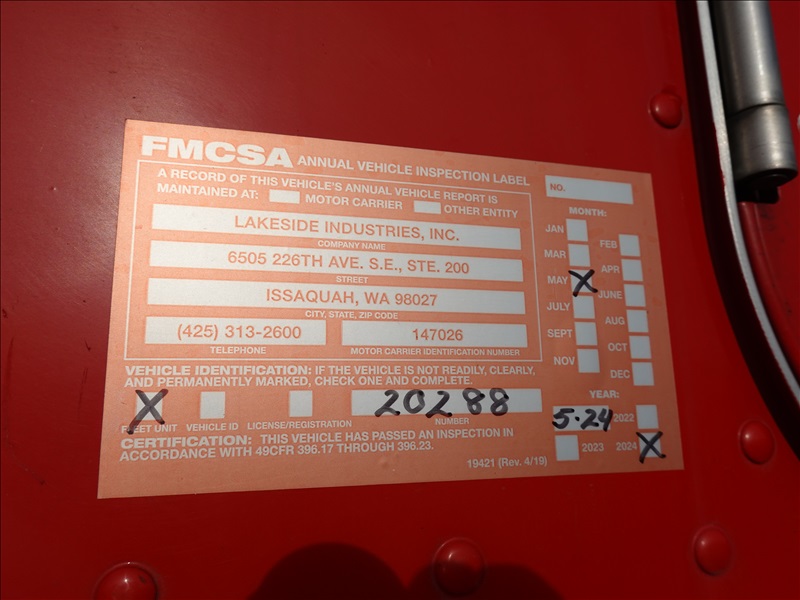 FMCSA ANNUAL VEHICLE INSPECTION LABEL
A RECORD OF THIS VEHICLE'S ANNUAL VEHICLE REPORT IS
MAINTAINED AT: MOTOR CARRIER OTHER ENTITY
LAKESIDE INDUSTRIES, INC.
COMPANY NAME
6505 226TH AVE. S.E., STE. 200
STREET
ISSAQUAH, WA 98027
CITY, STATE, ZIP CODE
(425) 313-2600 147026
TELEPHONE MOTOR CARRIER IDENTIFICATION NUMBER
VEHICLE IDENTIFICATION: IF THE VEHICLE IS NOT READILY, CLEARLY,
AND PERMANENTLY MARKED, CHECK ONE AND COMPLETE.
X 20288
FLEET UNIT VEHICLE ID LICENSE/REGISTRATION NUMBER
CERTIFICATION: THIS VEHICLE HAS PASSED AN INSPECTION IN
ACCORDANCE WITH 49CFR 396.17 THROUGH 396.23.
19421 (Rev. 4/19)
NO.
MONTH:
JAN FEB
MAR APR
MAY X JUNE
JULY AUG
SEPT OCT
NOV DEC
YEAR:
5-24 2022
2023 2024 X